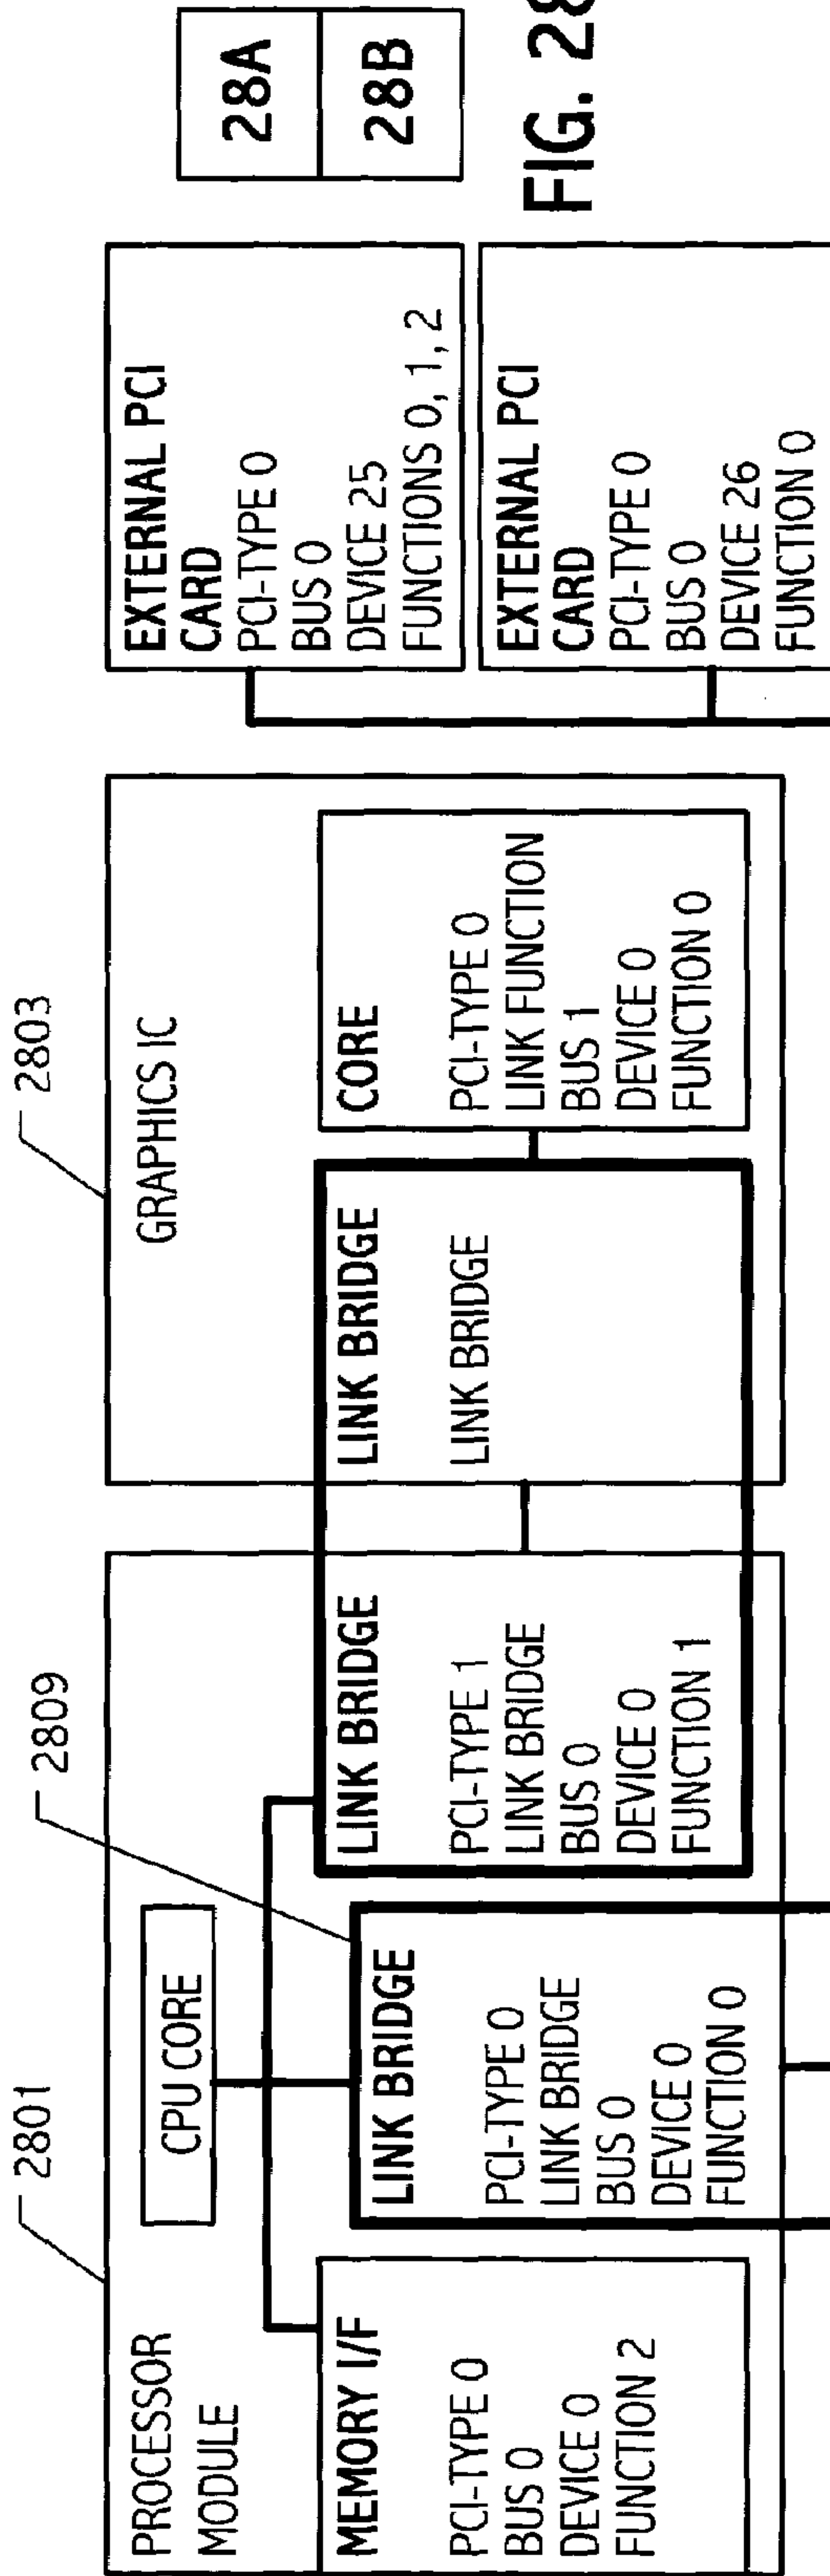 2801
PROCESSOR
MODULE
CPU CORE
MEMORY I/F
PCI-TYPE 0
BUS 0
DEVICE 0
FUNCTION 2
2809
LINK BRIDGE
PCI-TYPE 0
LINK BRIDGE
BUS 0
DEVICE 0
FUNCTION 0
LINK BRIDGE
PCI-TYPE 1
LINK BRIDGE
BUS 0
DEVICE 0
FUNCTION 1
2803
GRAPHICS IC
LINK BRIDGE
LINK BRIDGE
CORE
PCI-TYPE 0
LINK FUNCTION
BUS 1
DEVICE 0
FUNCTION 0
EXTERNAL PCI
CARD
PCI-TYPE 0
BUS 0
DEVICE 25
FUNCTIONS 0, 1, 2
EXTERNAL PCI
CARD
PCI-TYPE 0
BUS 0
DEVICE 26
FUNCTION 0
28A
28B
FIG. 28